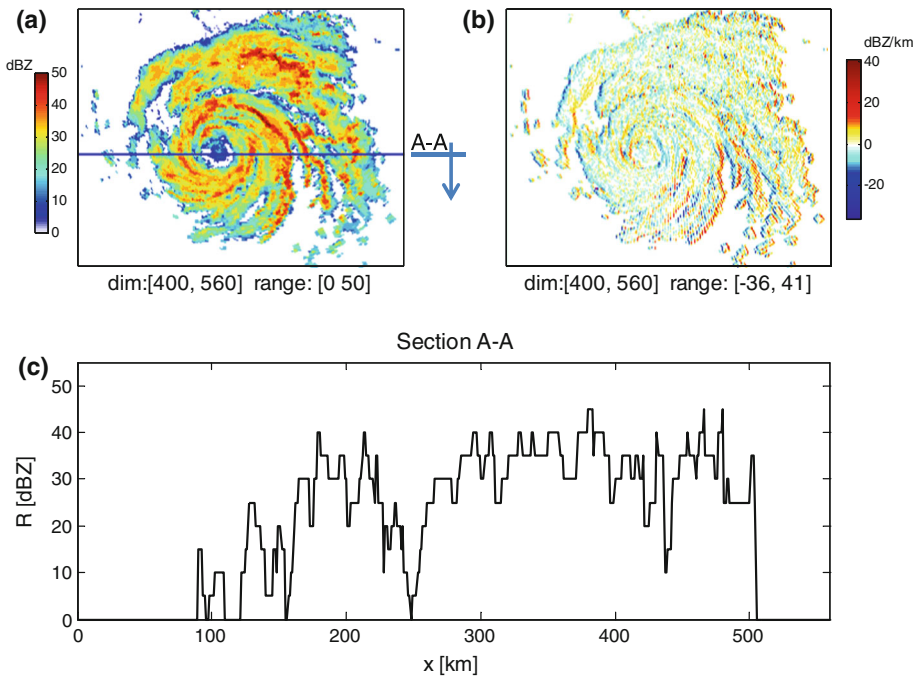 (a)
dBZ
50
40
30
20
10
0
A-A
dim:[400, 560] range: [0 50]
(b)
dBZ/km
40
20
0
-20
dim:[400, 560] range: [-36, 41]
(c)
Section A-A
R [dBZ]
50
40
30
20
10
0
0 100 200 300 400 500
x [km]